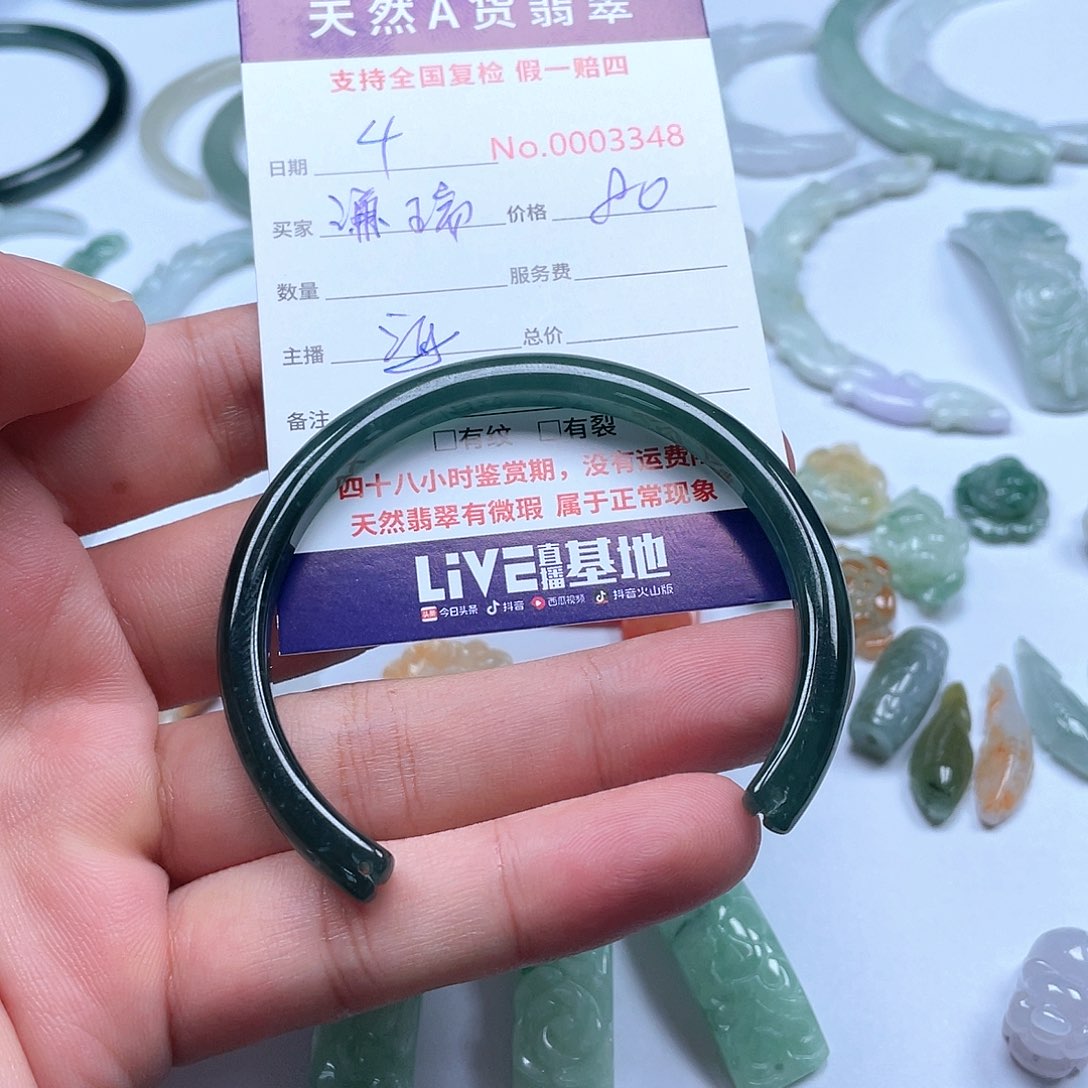 天然A货翡翠
支持全国复检 假一赔四
日期 4 No.0003348
买家 价格 80
数量 服务费
主播 总价
备注
□有纹 □有裂
四十八小时鉴赏期，没有运费
天然翡翠有微瑕 属于正常现象
LiVE直播基地
头条 今日头条 抖音 西瓜视频 抖音火山版